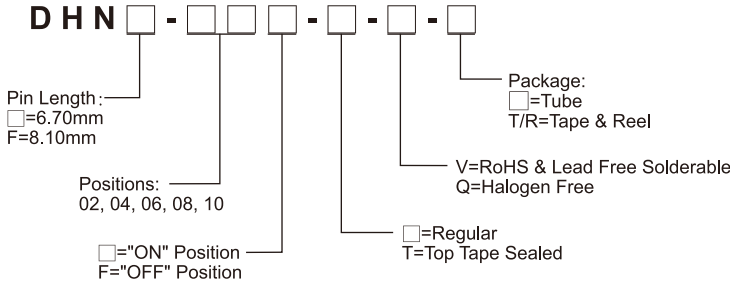 DHN□-□□□-□-□-□
Pin Length:
□=6.70mm
F=8.10mm
Package:
□=Tube
T/R=Tape & Reel
V=RoHS & Lead Free Solderable
Q=Halogen Free
Positions:
02, 04, 06, 08, 10
□=Regular
T=Top Tape Sealed
□="ON" Position
F="OFF" Position